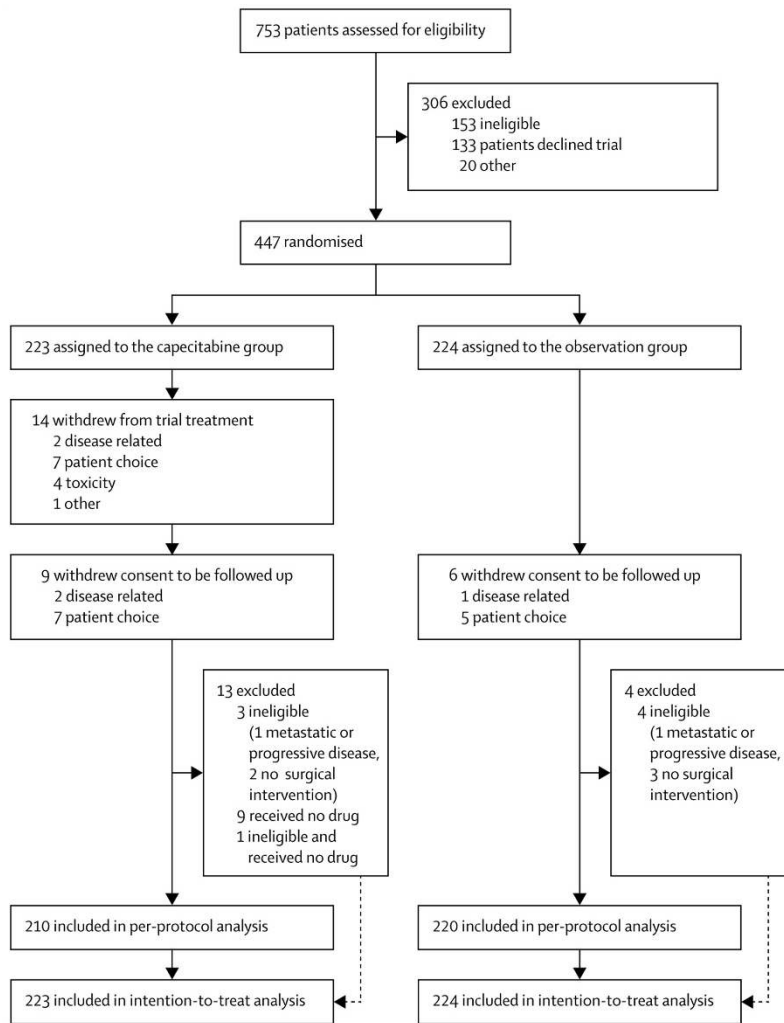 753 patients assessed for eligibility
306 excluded
153 ineligible
133 patients declined trial
20 other
447 randomised
223 assigned to the capecitabine group
224 assigned to the observation group
14 withdrew from trial treatment
2 disease related
7 patient choice
4 toxicity
1 other
9 withdrew consent to be followed up
2 disease related
7 patient choice
6 withdrew consent to be followed up
1 disease related
5 patient choice
13 excluded
3 ineligible
(1 metastatic or
progressive disease,
2 no surgical
intervention)
9 received no drug
1 ineligible and
received no drug
4 excluded
4 ineligible
(1 metastatic or
progressive disease,
3 no surgical
intervention)
210 included in per-protocol analysis
220 included in per-protocol analysis
223 included in intention-to-treat analysis
224 included in intention-to-treat analysis